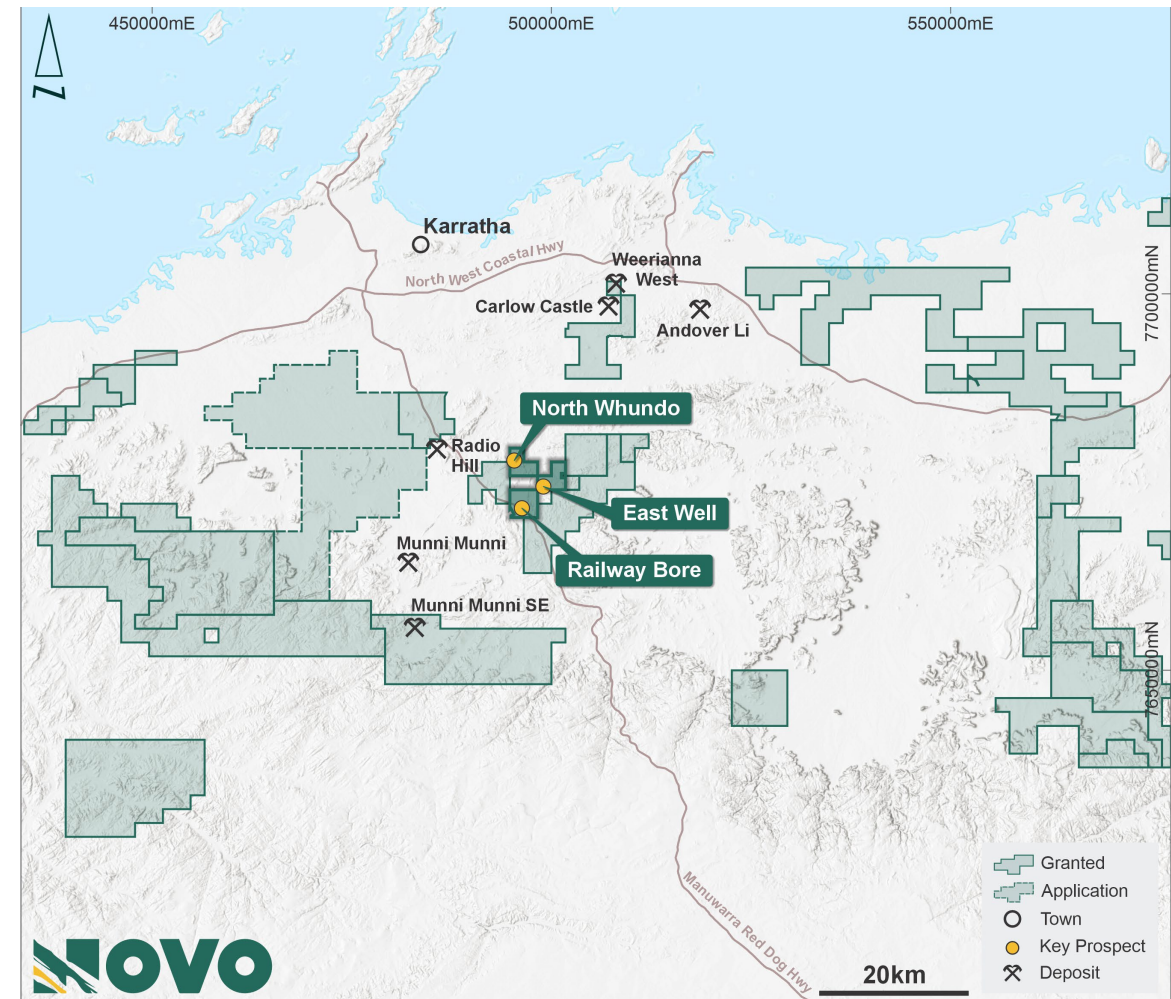 450000mE
500000mE
550000mE
N
Karratha
North West Coastal Hwy
Weerianna
West
Carlow Castle
Andover Li
7700000mN
North Whundo
Radio
Hill
East Well
Munni Munni
Railway Bore
Munni Munni SE
7650000mN
Manuwarra Red Dog Hwy
Granted
Application
Town
Key Prospect
Deposit
NOVO
20km